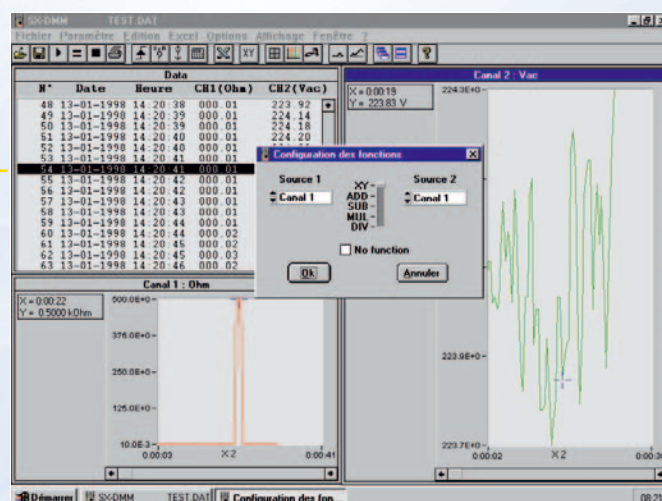 SX-DMM TEST.DAT
Fichier Paramètre Edition Excel Options Affichage Fenêtre ?
XY
Data
N° Date Heure CH1(Ohm) CH2(Vac)
48 13-01-1998 14:20:38 000.01 223.92
49 13-01-1998 14:20:39 000.01 224.14
50 13-01-1998 14:20:39 000.01 224.18
51 13-01-1998 14:20:40 000.01 224.20
52 13-01-1998 14:20:40 000.01
53 13-01-1998 14:20:41 000.01
54 13-01-1998 14:20:41 000.01
55 13-01-1998 14:20:42 000.01
56 13-01-1998 14:20:42 000.01
57 13-01-1998 14:20:43 000.01
58 13-01-1998 14:20:43 000.01
59 13-01-1998 14:20:44 000.01
60 13-01-1998 14:20:44 000.02
61 13-01-1998 14:20:45 000.02
62 13-01-1998 14:20:45 000.03
63 13-01-1998 14:20:46 000.02
Canal 2 : Vac
X = 0:00:19
Y = 223.83 V
224.3E+0
223.9E+0
223.7E+0
0:00:02
X 2
Configuration des fonctions
Source 1
Canal 1
XY
ADD
SUB
MUL
DIV
Source 2
Canal 1
No function
Ok
Annuler
Canal 1 : Ohm
X = 0:00:22
Y = 0.5000 kOhm
500.0E+0
375.0E+0
250.0E+0
125.0E+0
10.0E-3
0:00:03
X 2
0:00:41
Démarrer
SX-DMM TEST.DAT
Configuration des fon...